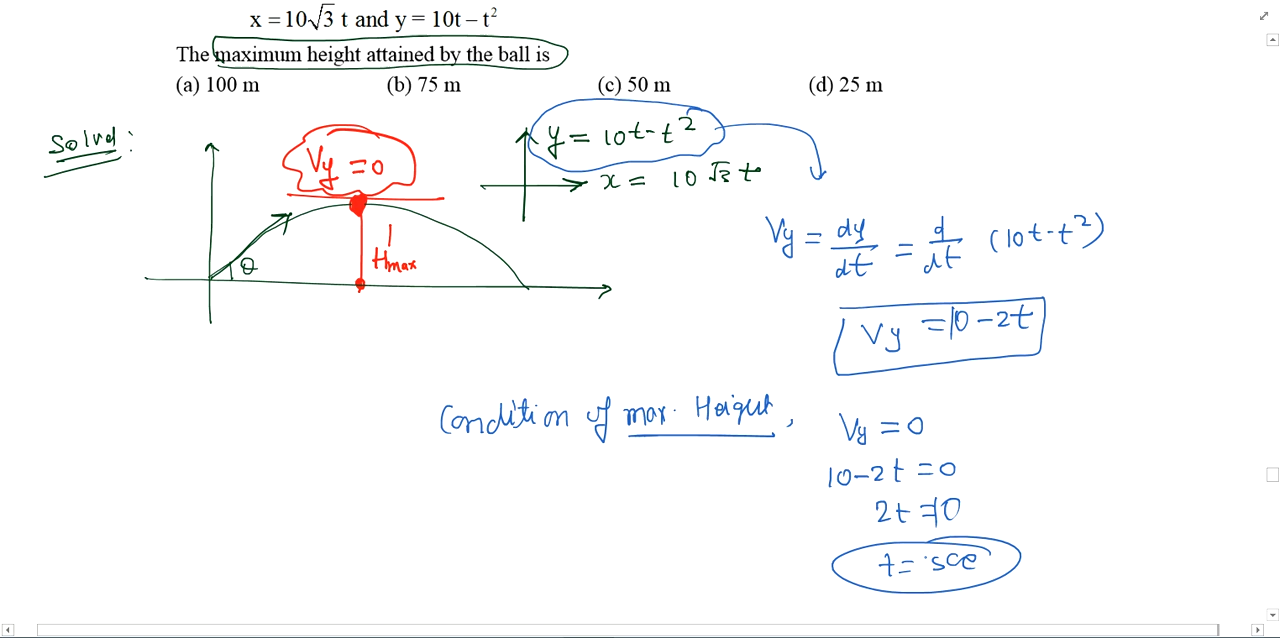 x = 10√3 t and y = 10t – t²
The maximum height attained by the ball is
(a) 100 m (b) 75 m (c) 50 m (d) 25 m
Solvd :
Vy = 0
y = 10t - t²
x = 10 √3 t
θ
Hmax
Vy = dy/dt = d/dt (10t - t²)
Vy = 10 - 2t
Condition of max. Height,
Vy = 0
10 - 2t = 0
2t = 10
t =